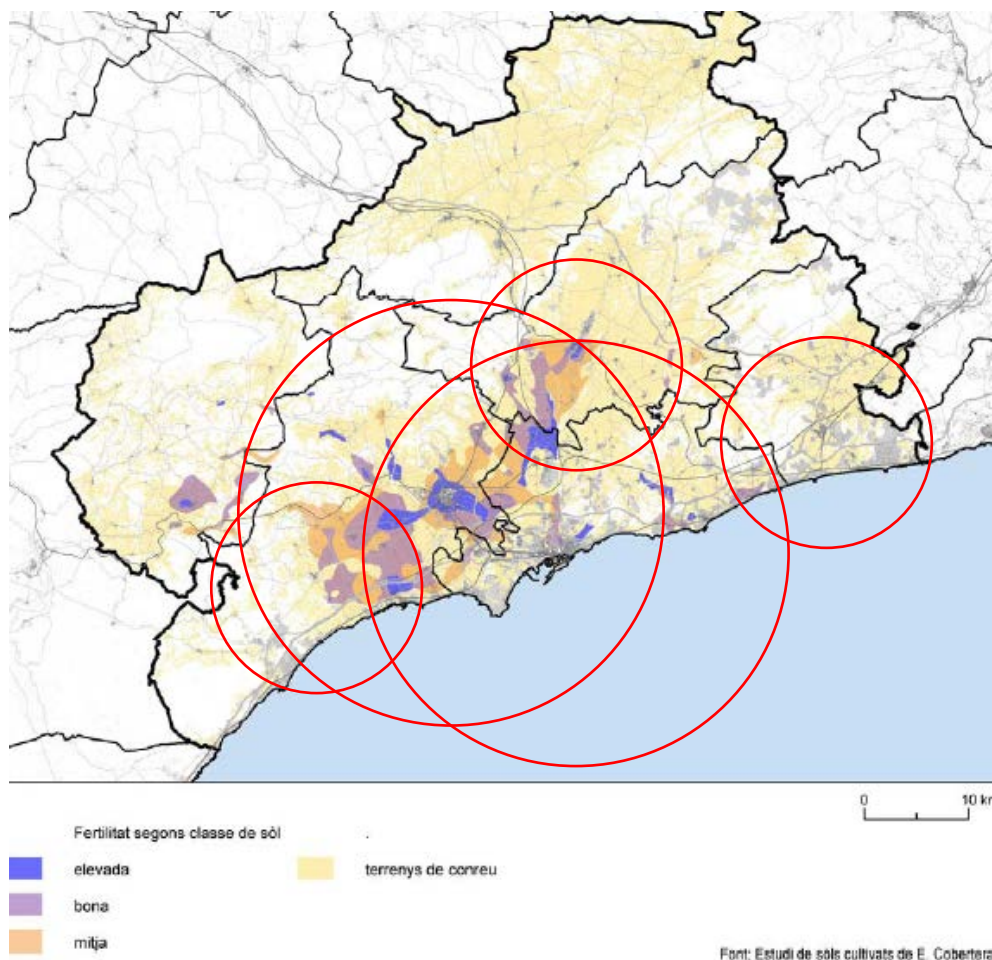 0 10 km
Fertilitat segons classe de sòl .
elevada terrenys de conreu
bona
mitja
Font: Estudi de sòls cultivats de E. Cobertera